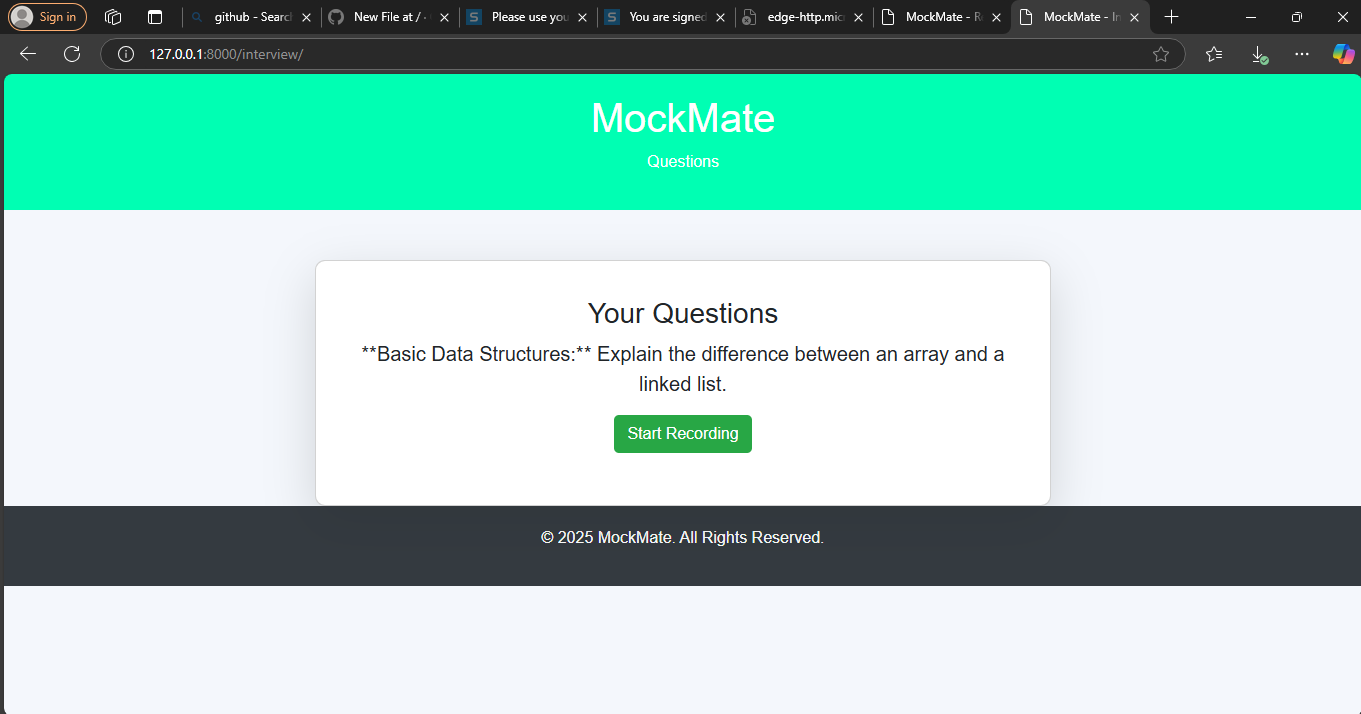 Sign in
github - Searc
New File at /
Please use you
You are signed
edge-http.mic
MockMate - R
MockMate - In
127.0.0.1:8000/interview/
MockMate
Questions
Your Questions
**Basic Data Structures:** Explain the difference between an array and a
linked list.
Start Recording
© 2025 MockMate. All Rights Reserved.